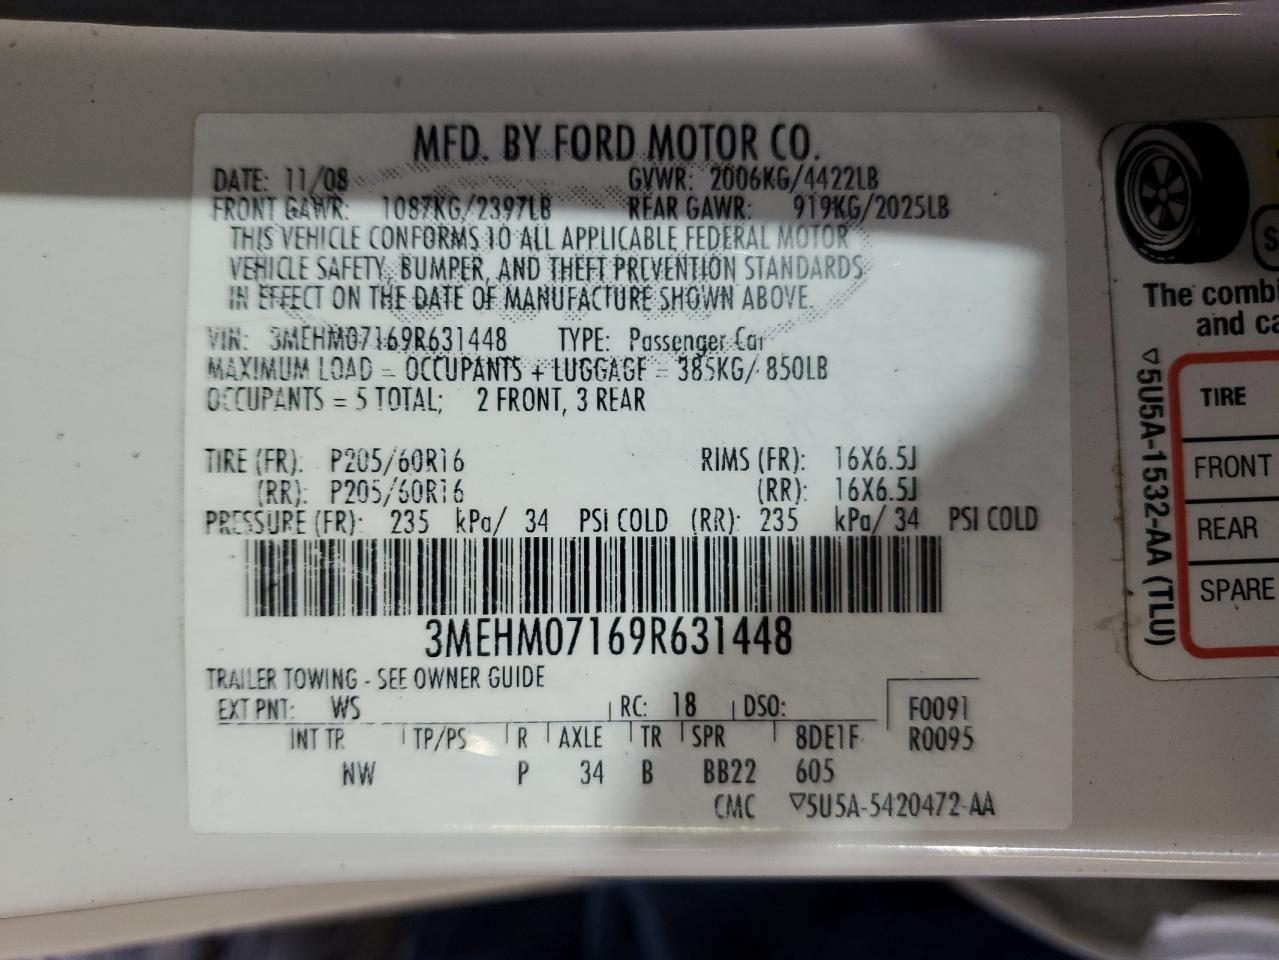 MFD. BY FORD MOTOR CO.
DATE: 11/08 GVWR: 2006KG/4422LB
FRONT GAWR: 1087KG/2397LB REAR GAWR: 919KG/2025LB
THIS VEHICLE CONFORMS TO ALL APPLICABLE FEDERAL MOTOR
VEHICLE SAFETY, BUMPER, AND THEFT PREVENTION STANDARDS
IN EFFECT ON THE DATE OF MANUFACTURE SHOWN ABOVE.
VIN: 3MEHM07169R631448 TYPE: Passenger Car
MAXIMUM LOAD = OCCUPANTS + LUGGAGE = 385KG/ 850LB
OCCUPANTS = 5 TOTAL; 2 FRONT, 3 REAR
TIRE (FR): P205/60R16 RIMS (FR): 16X6.5J
(RR): P205/60R16 (RR): 16X6.5J
PRESSURE (FR): 235 kPa/ 34 PSI COLD (RR): 235 kPa/ 34 PSI COLD
3MEHM07169R631448
TRAILER TOWING - SEE OWNER GUIDE
EXT PNT: WS RC: 18 DSO: F0091
INT TR TP/PS R AXLE TR SPR 8DE1F R0095
NW P 34 B BB22 605
CMC ▽5U5A-5420472-AA
The combi
and ca
▽5U5A-1532-AA (TLU)
TIRE
FRONT
REAR
SPARE